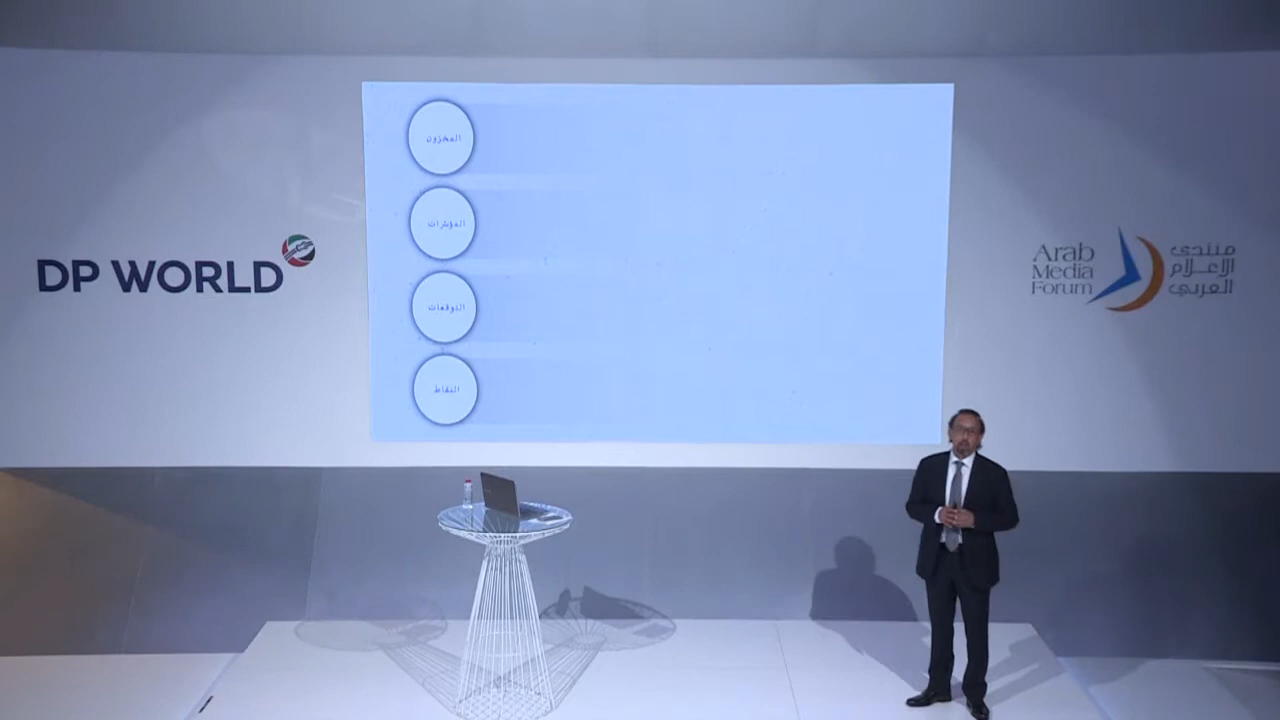 DP WORLD
المخزون
المؤشرات
التوقعات
النقاط
Arab
Media
Forum
منتدى
الإعلام
العربي